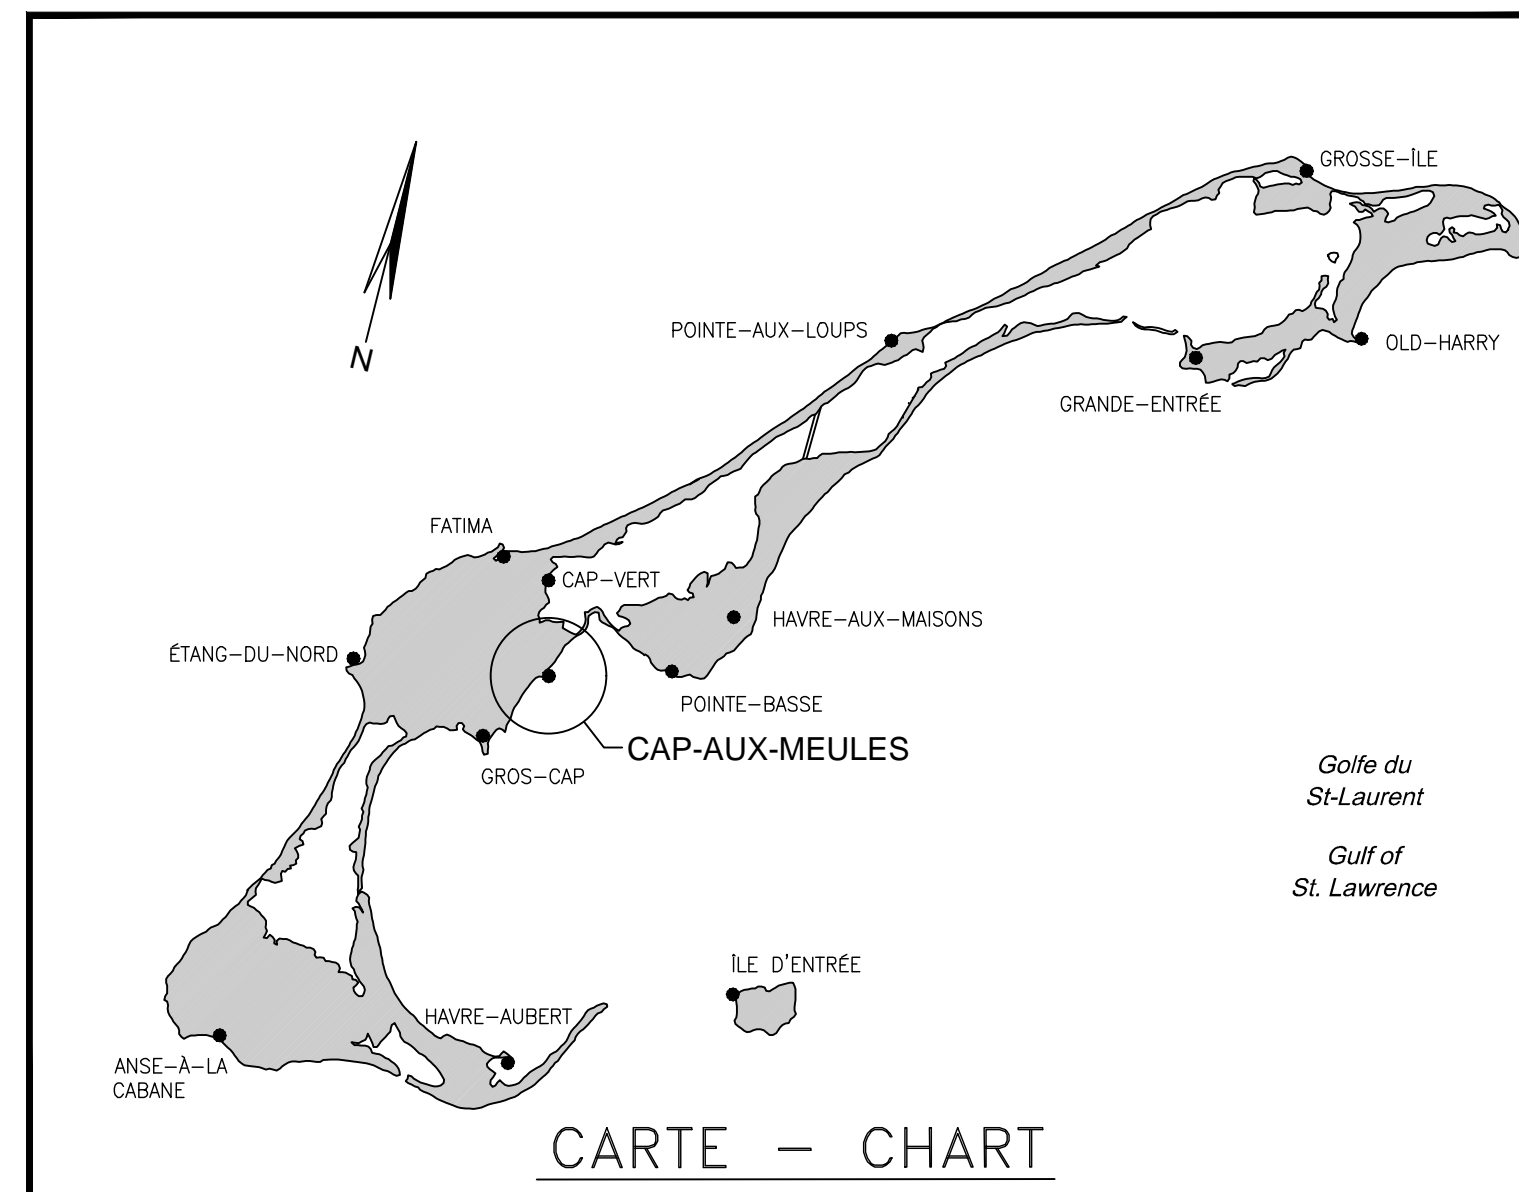 GROSSE-ÎLE
POINTE-AUX-LOUPS
OLD-HARRY
N
GRANDE-ENTRÉE
FATIMA
CAP-VERT
HAVRE-AUX-MAISONS
ÉTANG-DU-NORD
POINTE-BASSE
CAP-AUX-MEULES
GROS-CAP
Golfe du
St-Laurent
Gulf of
St. Lawrence
ÎLE D'ENTRÉE
HAVRE-AUBERT
ANSE-À-LA
CABANE
CARTE - CHART